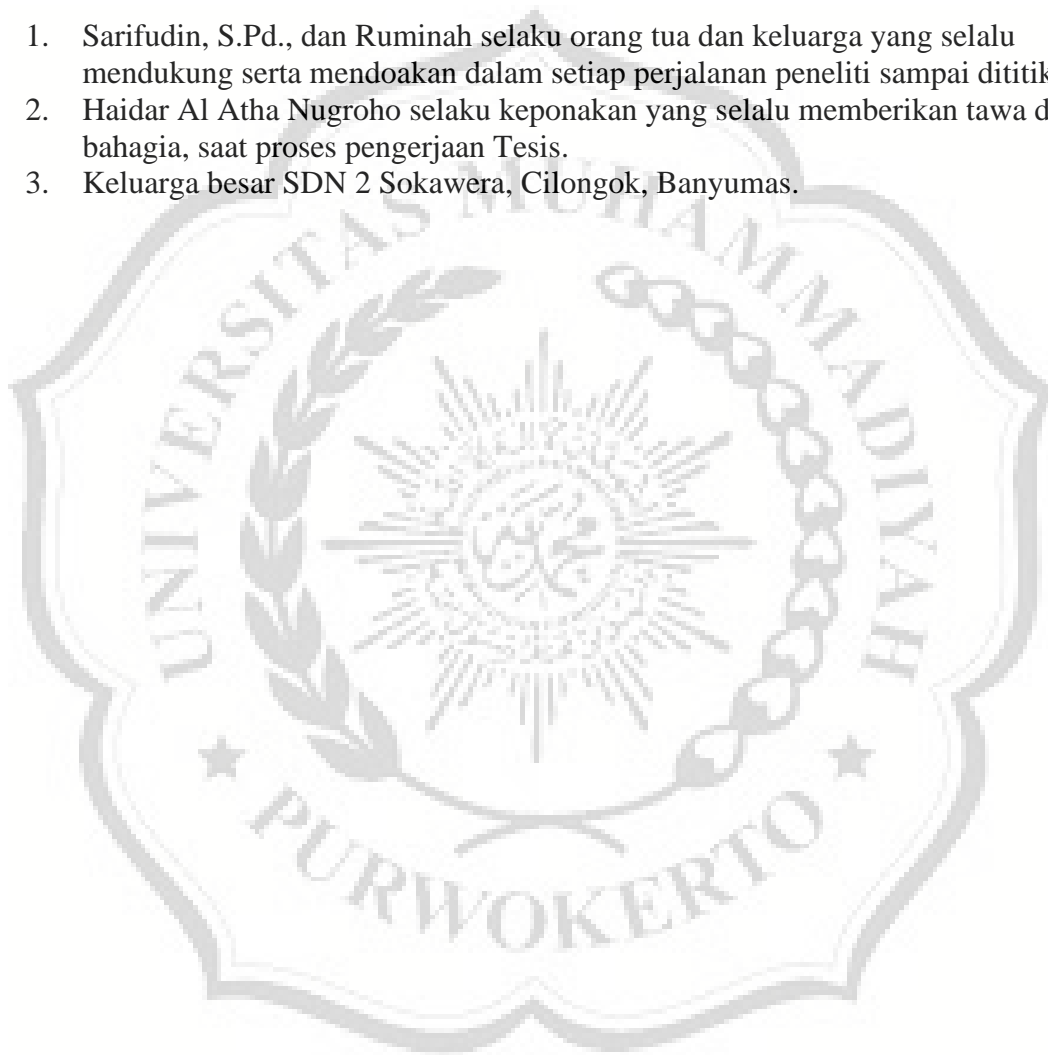 1. Sarifudin, S.Pd., dan Ruminah selaku orang tua dan keluarga yang selalu
mendukung serta mendoakan dalam setiap perjalanan peneliti sampai dititik
2. Haidar Al Atha Nugroho selaku keponakan yang selalu memberikan tawa d
bahagia, saat proses pengerjaan Tesis.
3. Keluarga besar SDN 2 Sokawera, Cilongok, Banyumas.
UNIVERSITAS MUHAMMADIYAH
PURWOKERTO